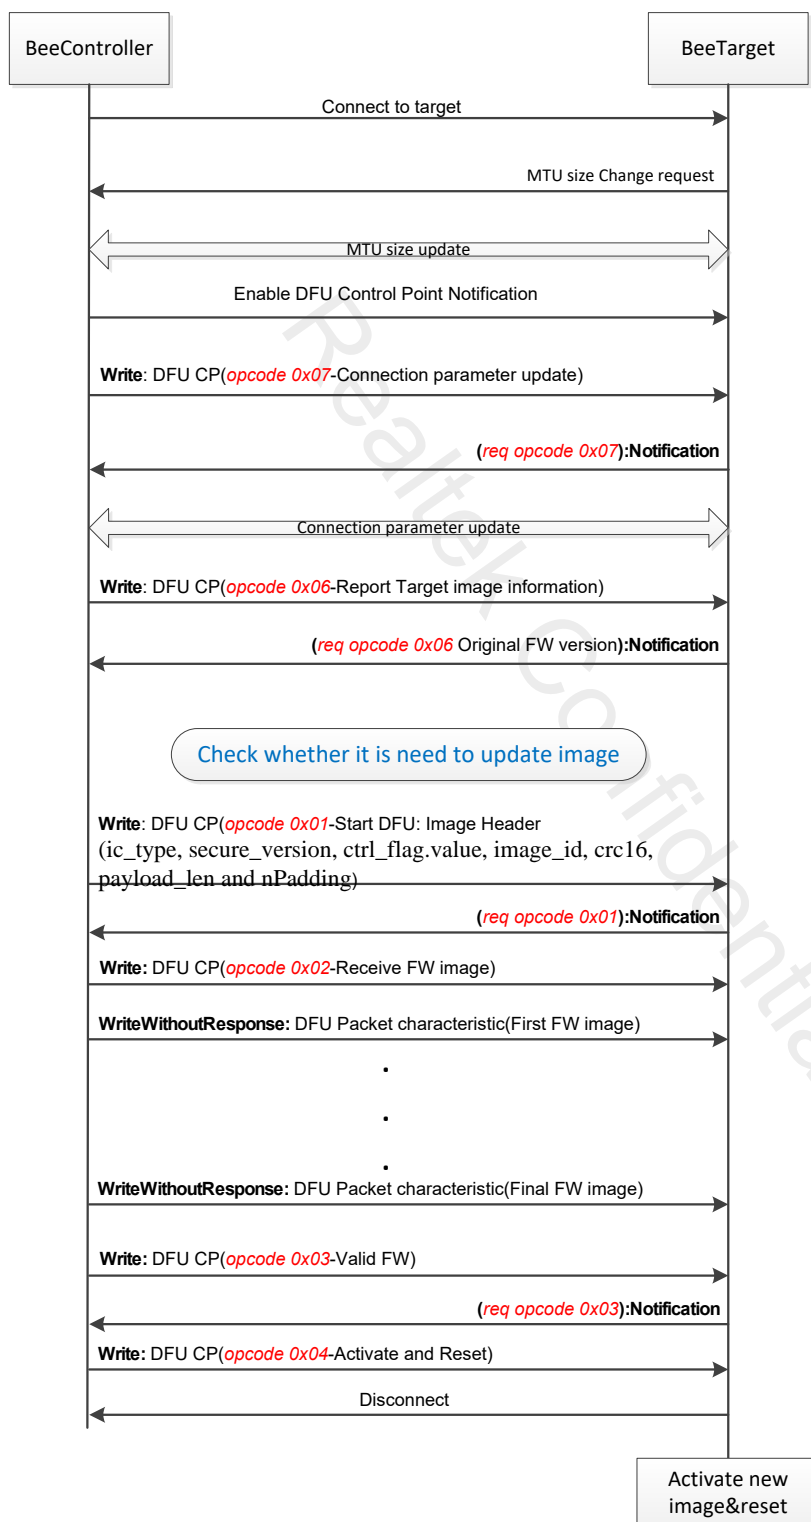 BeeController
BeeTarget
Connect to target
MTU size Change request
MTU size update
Enable DFU Control Point Notification
Write: DFU CP(opcode 0x07-Connection parameter update)
(req opcode 0x07):Notification
Connection parameter update
Write: DFU CP(opcode 0x06-Report Target image information)
(req opcode 0x06 Original FW version):Notification
Check whether it is need to update image
Write: DFU CP(opcode 0x01-Start DFU: Image Header
(ic_type, secure_version, ctrl_flag.value, image_id, crc16,
payload_len and nPadding)
(req opcode 0x01):Notification
Write: DFU CP(opcode 0x02-Receive FW image)
WriteWithoutResponse: DFU Packet characteristic(First FW image)
.
.
.
WriteWithoutResponse: DFU Packet characteristic(Final FW image)
Write: DFU CP(opcode 0x03-Valid FW)
(req opcode 0x03):Notification
Write: DFU CP(opcode 0x04-Activate and Reset)
Disconnect
Activate new
image&reset
Realtek Confidential